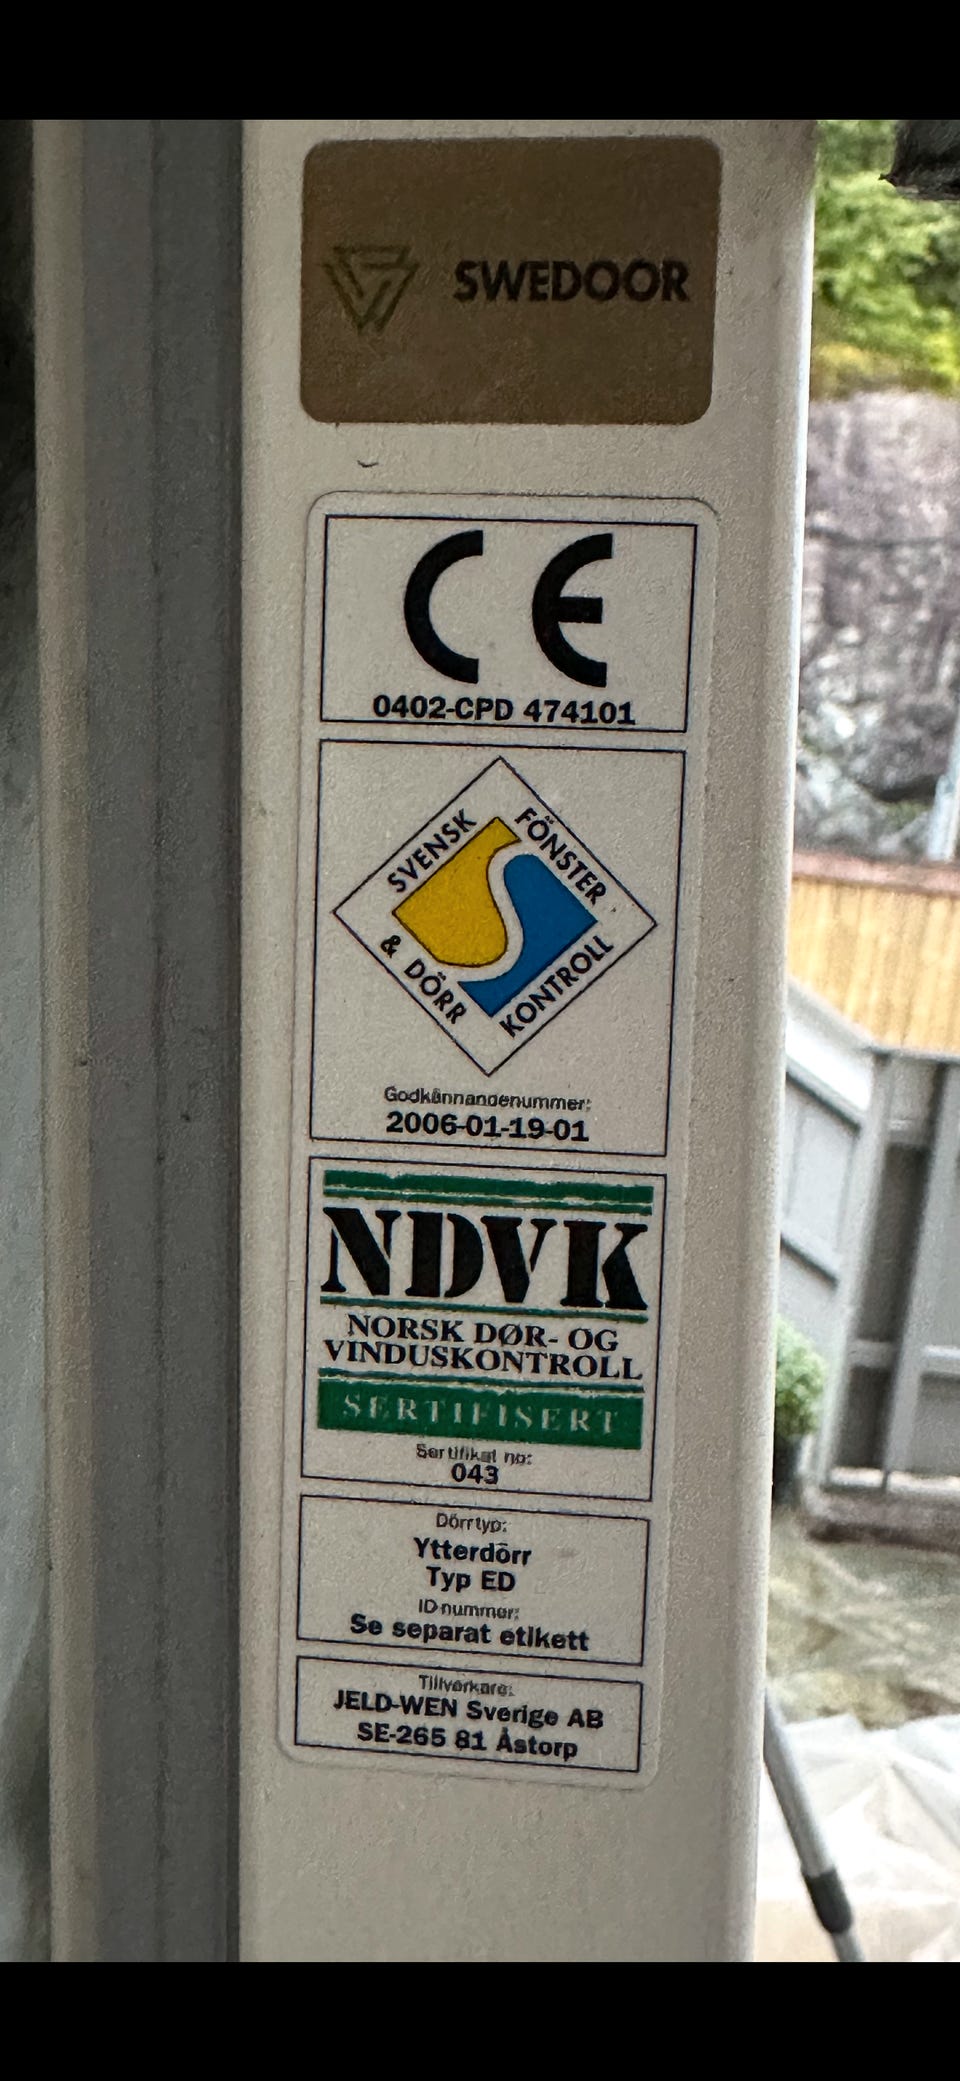 SWEDOOR
CE
0402-CPD 474101
SVENSK
FÖNSTER
& DÖRR
KONTROLL
Godkännandenummer:
2006-01-19-01
NDVK
NORSK DØR- OG
VINDUSKONTROLL
SERTIFISERT
Sertifikat no:
043
Dörrtyp:
Ytterdörr
Typ ED
ID-nummer:
Se separat etikett
Tillverkare:
JELD-WEN Sverige AB
SE-265 81 Åstorp